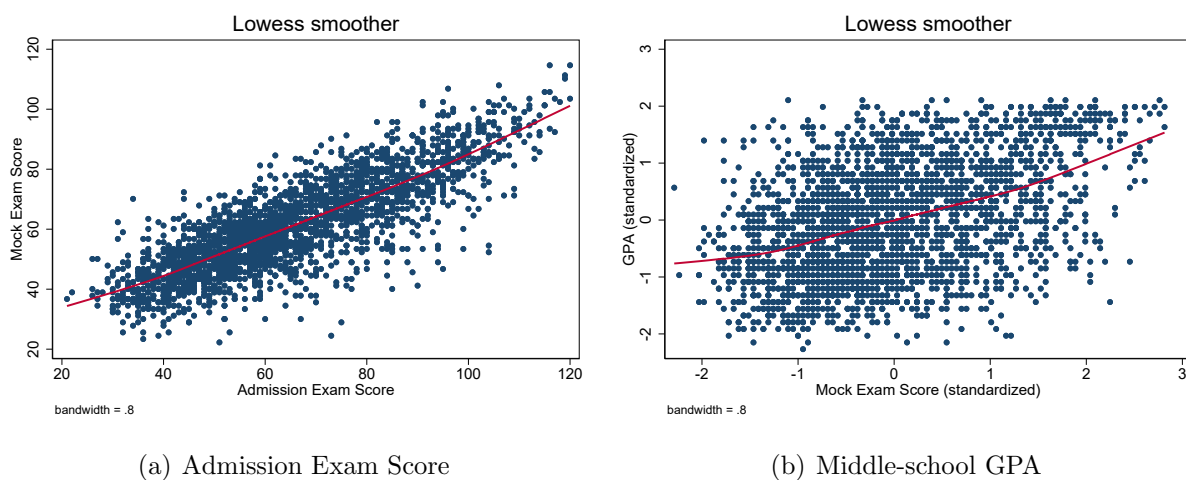 Lowess smoother
Mock Exam Score
120
100
80
60
40
20
20 40 60 80 100 120
Admission Exam Score
bandwidth = .8
(a) Admission Exam Score
Lowess smoother
GPA (standardized)
3
2
1
0
-1
-2
-2 -1 0 1 2 3
Mock Exam Score (standardized)
bandwidth = .8
(b) Middle-school GPA